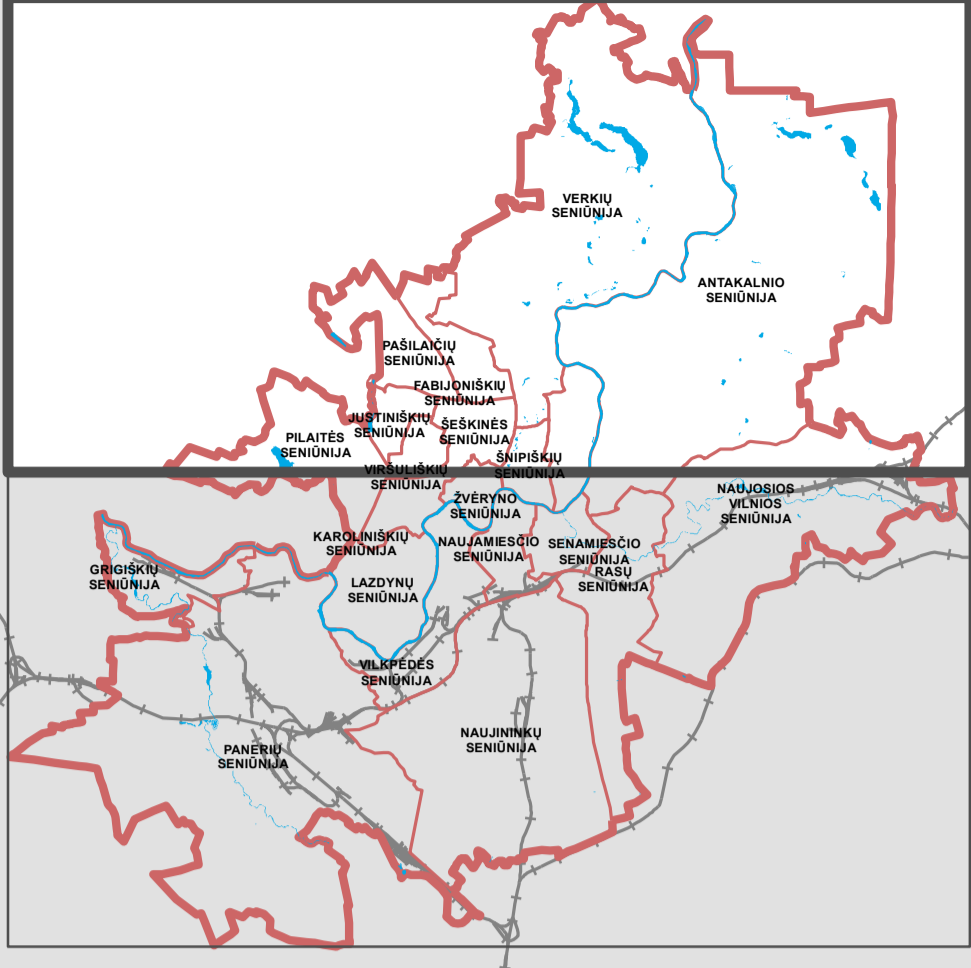 VERKIŲ
SENIŪNIJA
ANTAKALNIO
SENIŪNIJA
PAŠILAIČIŲ
SENIŪNIJA
FABIJONIŠKIŲ
SENIŪNIJA
JUSTINIŠKIŲ
SENIŪNIJA
ŠEŠKINĖS
SENIŪNIJA
PILAITĖS
SENIŪNIJA
ŠNIPIŠKIŲ
SENIŪNIJA
VIRŠULIŠKIŲ
SENIŪNIJA
NAUJOSIOS
VILNIOS
SENIŪNIJA
ŽVĖRYNO
SENIŪNIJA
KAROLINIŠKIŲ
SENIŪNIJA
NAUJAMIESČIO
SENIŪNIJA
SENAMIESČIO
SENIŪNIJA
RASŲ
SENIŪNIJA
GRIGIŠKIŲ
SENIŪNIJA
LAZDYNŲ
SENIŪNIJA
VILKPĖDĖS
SENIŪNIJA
NAUJININKŲ
SENIŪNIJA
PANERIŲ
SENIŪNIJA